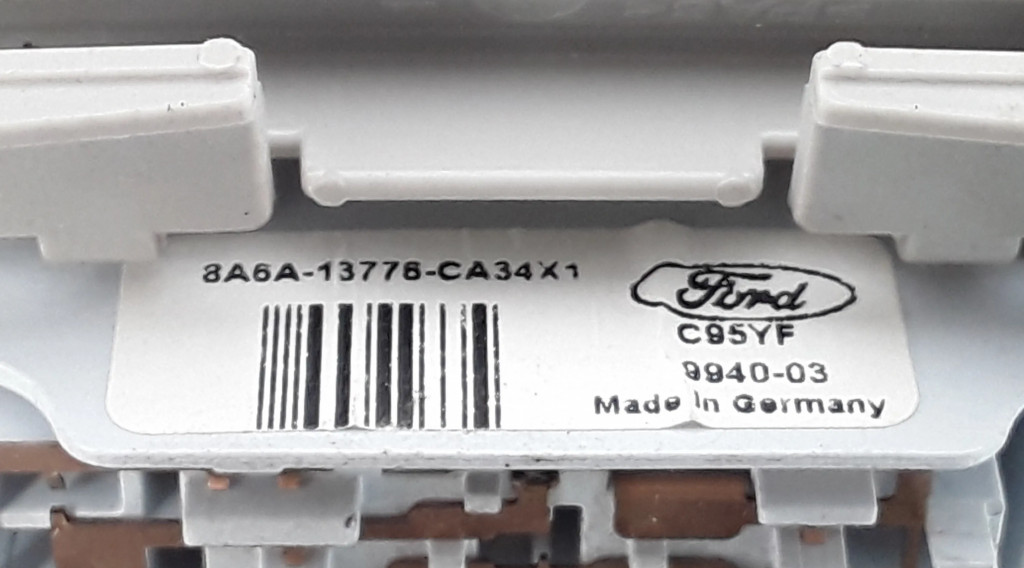 8A6A-13776-CA34X1
Ford
C95YF
9940-03
Made In Germany